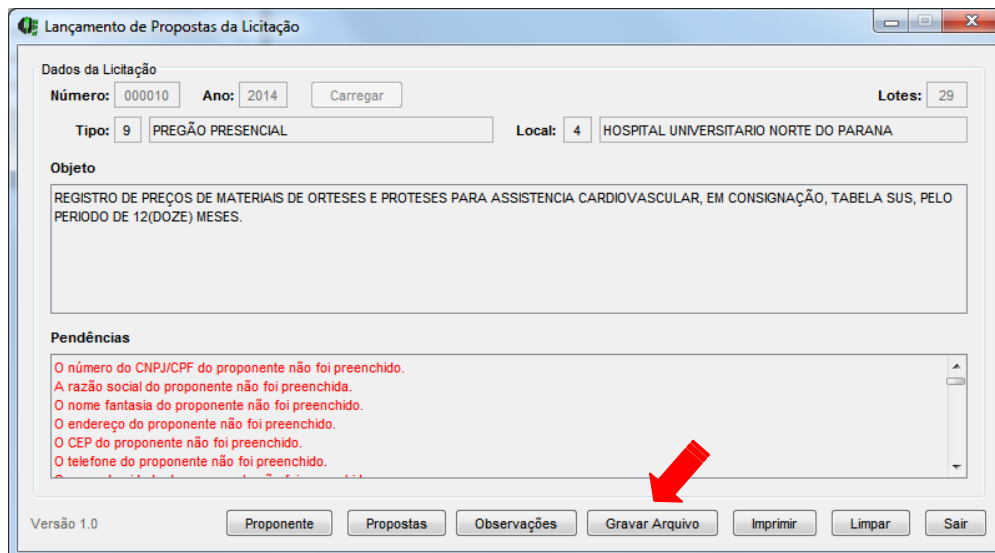 Lançamento de Propostas da Licitação
Dados da Licitação
Número: 000010 Ano: 2014 Carregar Lotes: 29
Tipo: 9 PREGÃO PRESENCIAL Local: 4 HOSPITAL UNIVERSITARIO NORTE DO PARANA
Objeto
REGISTRO DE PREÇOS DE MATERIAIS DE ORTESES E PROTESES PARA ASSISTENCIA CARDIOVASCULAR, EM CONSIGNAÇÃO, TABELA SUS, PELO
PERIODO DE 12(DOZE) MESES.
Pendências
O número do CNPJ/CPF do proponente não foi preenchido.
A razão social do proponente não foi preenchida.
O nome fantasia do proponente não foi preenchido.
O endereço do proponente não foi preenchido.
O CEP do proponente não foi preenchido.
O telefone do proponente não foi preenchido.
Versão 1.0 Proponente Propostas Observações Gravar Arquivo Imprimir Limpar Sair